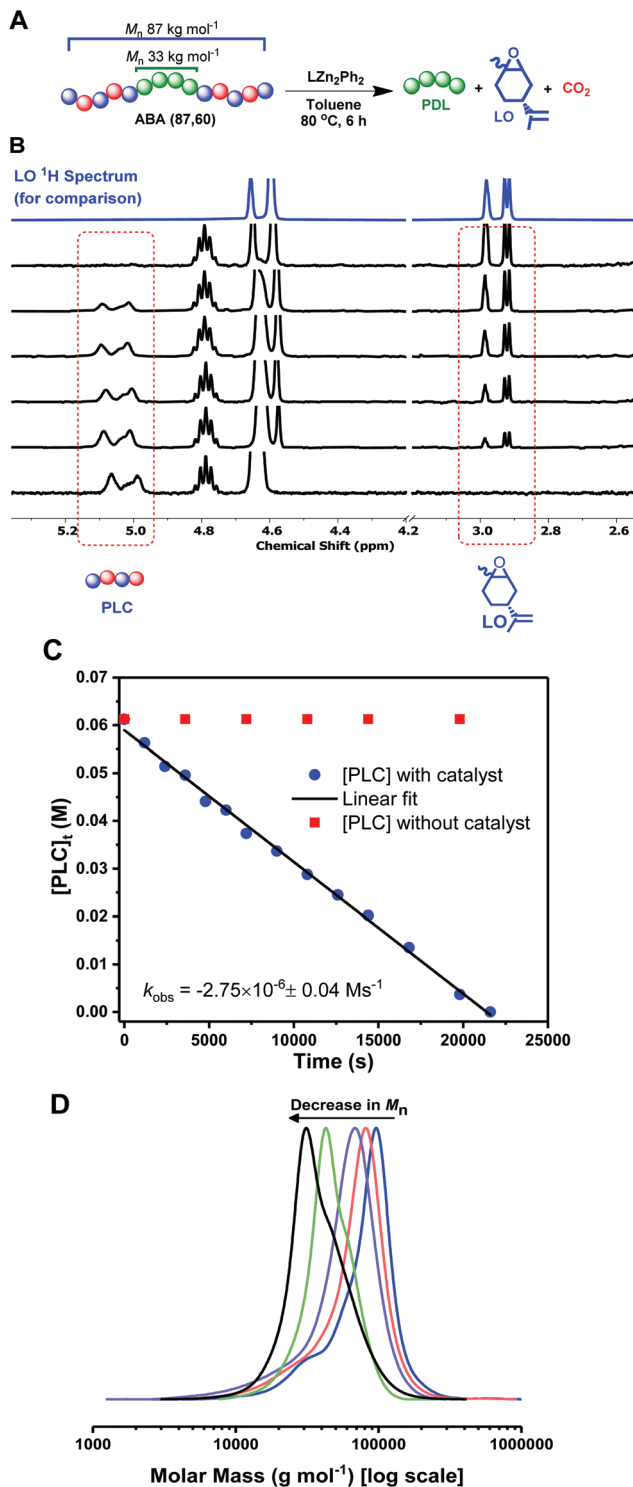 A
Mn 87 kg mol-1
Mn 33 kg mol-1
ABA (87,60)
LZn2Ph2
Toluene
80 °C, 6 h
PDL
+
O
LO
+
CO2
B
LO 1H Spectrum
(for comparison)
5.2 5.0 4.8 4.6 4.4 4.2 3.0 2.8 2.6
Chemical Shift (ppm)
PLC
O
LO
C
0.07
0.06
0.05
0.04
0.03
0.02
0.01
0.00
[PLC]t (M)
[PLC] with catalyst
Linear fit
[PLC] without catalyst
kobs = -2.75×10-6± 0.04 Ms-1
0 5000 10000 15000 20000 25000
Time (s)
D
Decrease in Mn
1000 10000 100000 1000000
Molar Mass (g mol-1) [log scale]